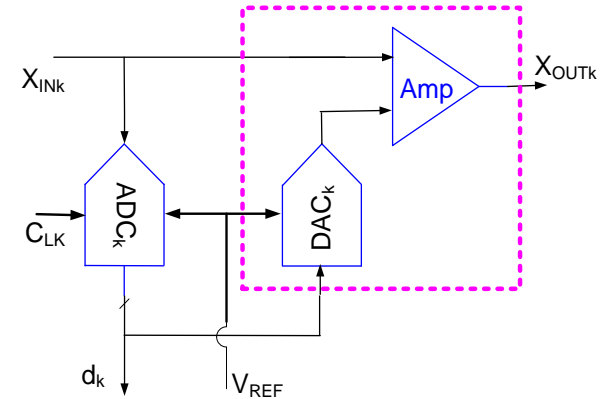 X_INk
Amp
X_OUTk
ADC_k
DAC_k
C_LK
d_k
V_REF